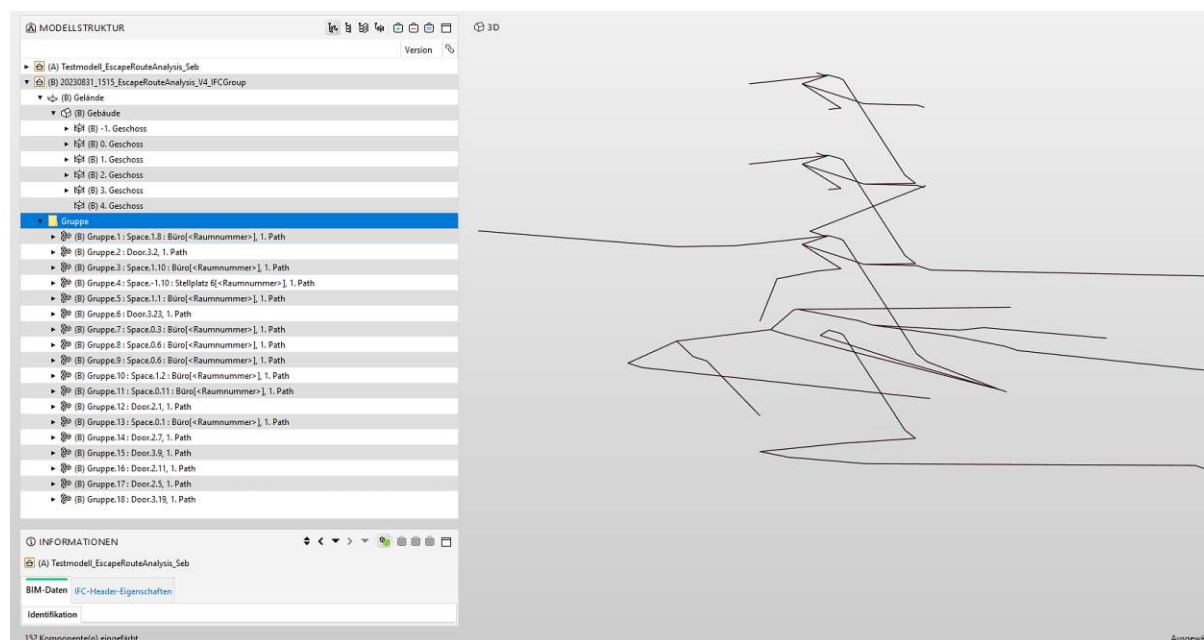 MODELLSTRUKTUR
3D
Version
(A) Testmodell_EscapeRouteAnalysis_Seb
(B) 20230831_1515_EscapeRouteAnalysis_V4_IFCGroup
(B) Gelände
(B) Gebäude
(B) -1. Geschoss
(B) 0. Geschoss
(B) 1. Geschoss
(B) 2. Geschoss
(B) 3. Geschoss
(B) 4. Geschoss
Gruppe
(B) Gruppe.1 : Space.1.8 : Büro[<Raumnummer>], 1. Path
(B) Gruppe.2 : Door.3.2, 1. Path
(B) Gruppe.3 : Space.1.10 : Büro[<Raumnummer>], 1. Path
(B) Gruppe.4 : Space.-1.10 : Stellplatz 6[<Raumnummer>], 1. Path
(B) Gruppe.5 : Space.1.1 : Büro[<Raumnummer>], 1. Path
(B) Gruppe.6 : Door.3.23, 1. Path
(B) Gruppe.7 : Space.0.3 : Büro[<Raumnummer>], 1. Path
(B) Gruppe.8 : Space.0.6 : Büro[<Raumnummer>], 1. Path
(B) Gruppe.9 : Space.0.6 : Büro[<Raumnummer>], 1. Path
(B) Gruppe.10 : Space.1.2 : Büro[<Raumnummer>], 1. Path
(B) Gruppe.11 : Space.0.11 : Büro[<Raumnummer>], 1. Path
(B) Gruppe.12 : Door.2.1, 1. Path
(B) Gruppe.13 : Space.0.1 : Büro[<Raumnummer>], 1. Path
(B) Gruppe.14 : Door.2.7, 1. Path
(B) Gruppe.15 : Door.3.9, 1. Path
(B) Gruppe.16 : Door.2.11, 1. Path
(B) Gruppe.17 : Door.2.5, 1. Path
(B) Gruppe.18 : Door.3.19, 1. Path
INFORMATIONEN
(A) Testmodell_EscapeRouteAnalysis_Seb
BIM-Daten IFC-Header-Eigenschaften
Identifikation
152 Komponente(n) eingefärbt